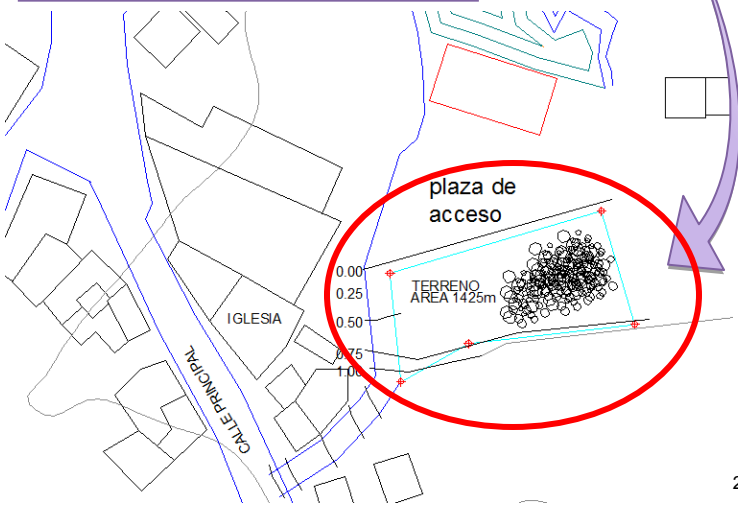 plaza de
acceso
0.00
0.25
0.50
0.75
1.00
TERRENO
AREA 1425m
IGLESIA
CALLE PRINCIPAL
2